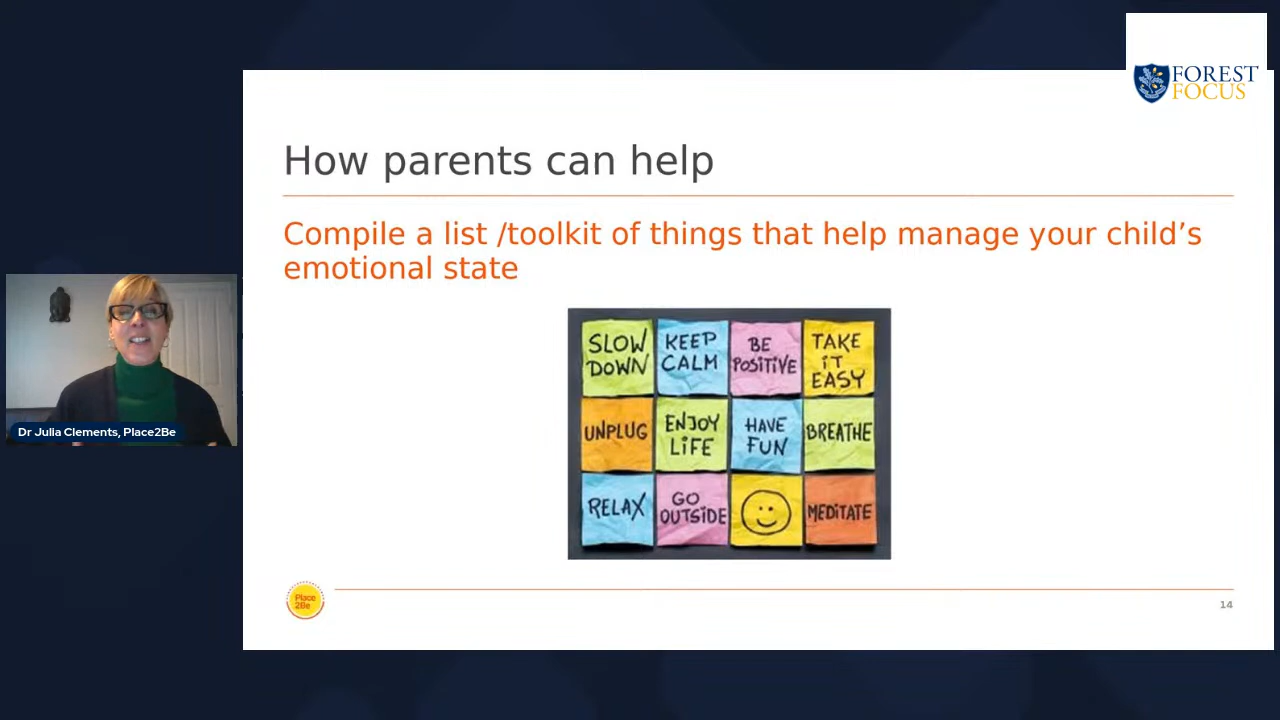 FOREST
FOCUS
How parents can help
Compile a list /toolkit of things that help manage your child’s
emotional state
SLOW
DOWN
KEEP
CALM
BE
POSITIVE
TAKE
IT
EASY
UNPLUG
ENJOY
LIFE
HAVE
FUN
BREATHE
RELAX
GO
OUTSIDE
MEDITATE
Dr Julia Clements, Place2Be
Place
2Be
14